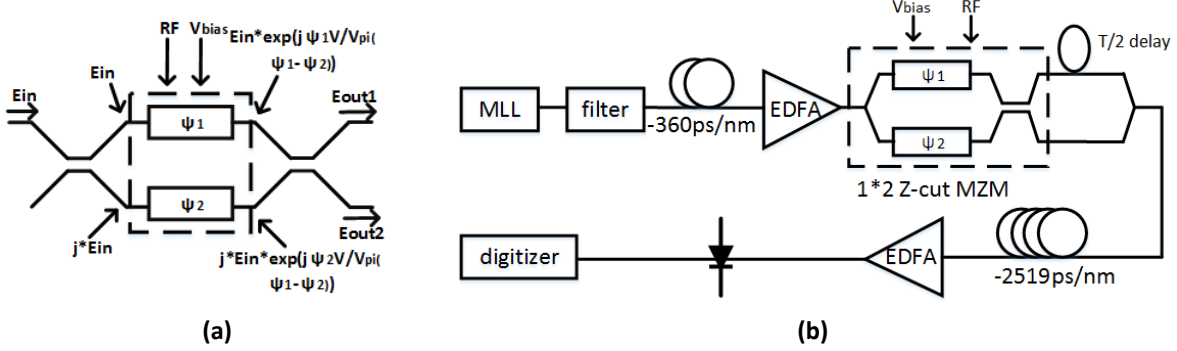 RF
Vbias
Ein*exp(j ψ1V/Vpi(
ψ1- ψ2))
Ein
Ein
Eout1
ψ1
ψ2
Eout2
j*Ein
j*Ein*exp(j ψ2V/Vpi(
ψ1- ψ2))
(a)
Vbias
RF
T/2 delay
ψ1
MLL
filter
EDFA
-360ps/nm
ψ2
1*2 Z-cut MZM
digitizer
EDFA
-2519ps/nm
(b)